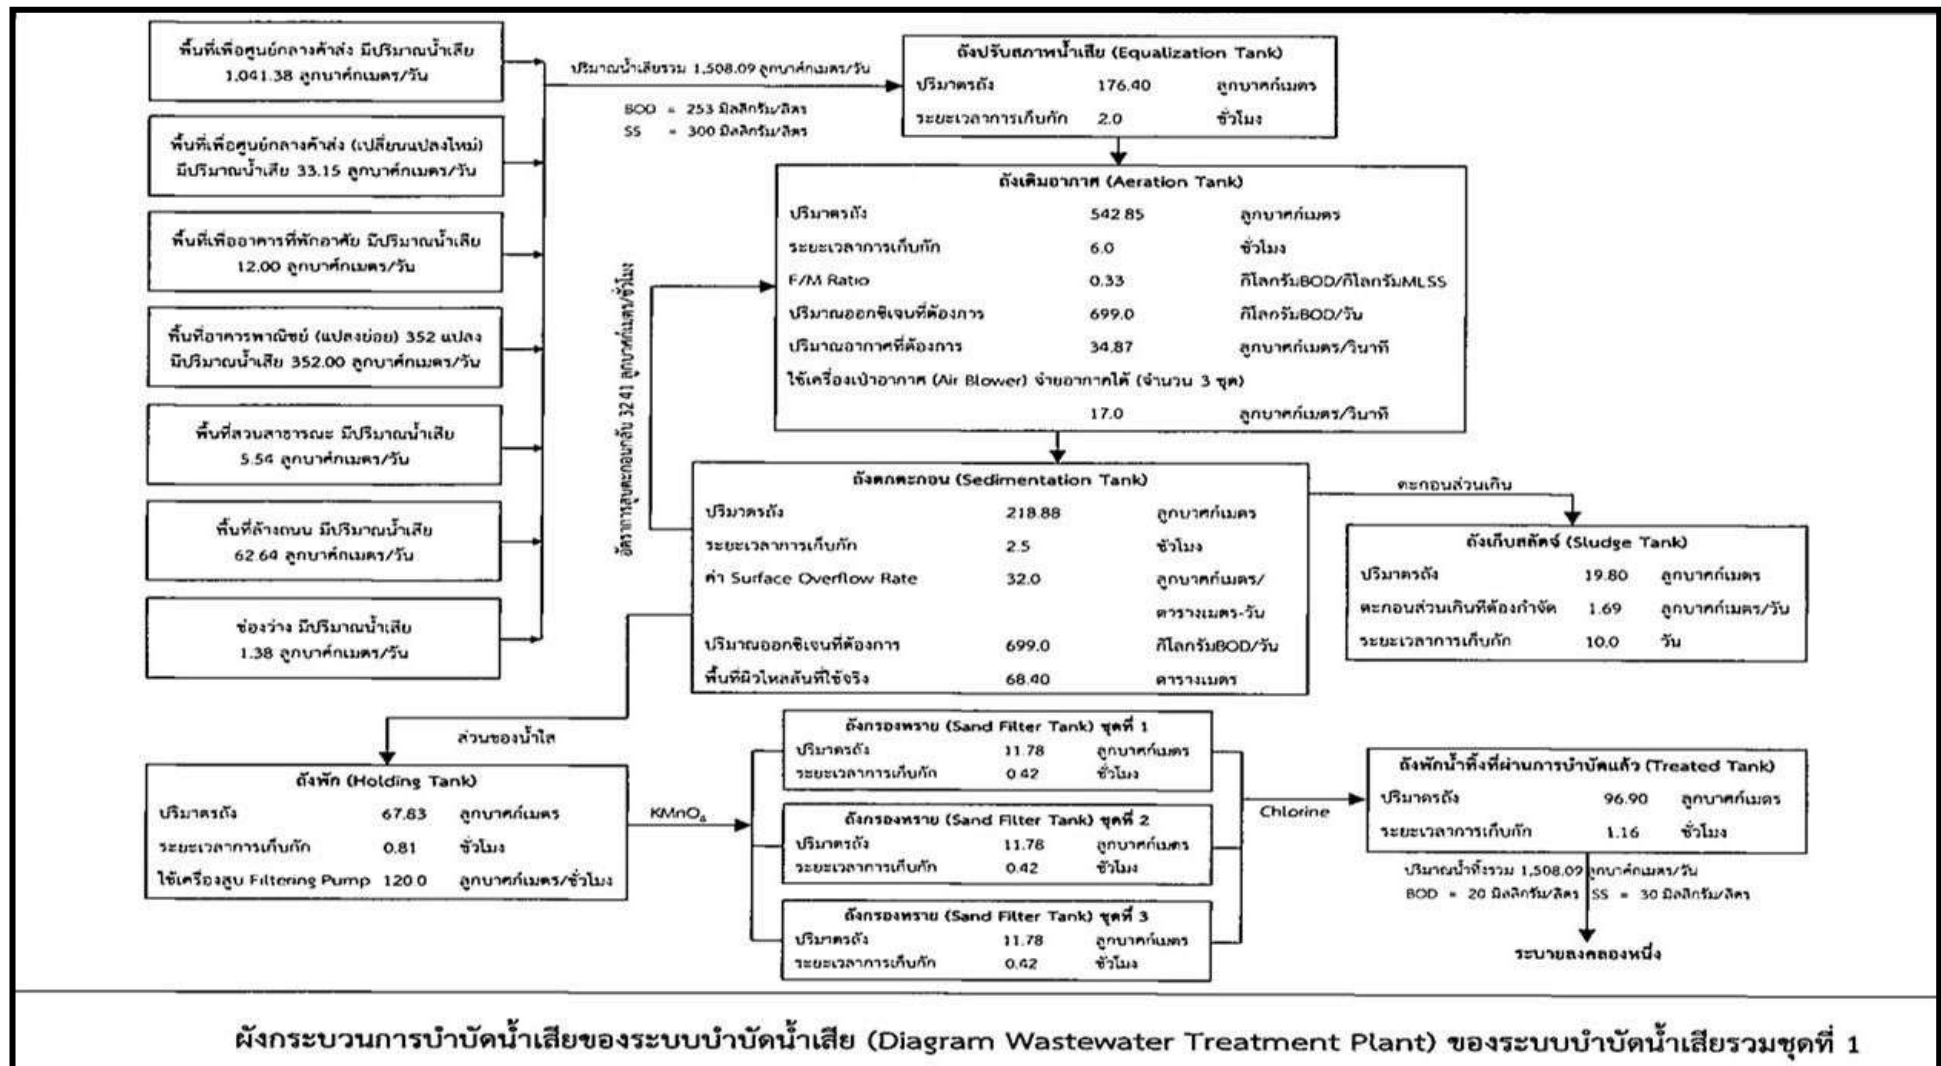 พื้นที่เพื่อศูนย์กลางค้าส่ง มีปริมาณน้ำเสีย
1,041.38 ลูกบาศ์กเมตร/วัน
พื้นที่เพื่อศูนย์กลางค้าส่ง (เปลี่ยนแปลงใหม่)
มีปริมาณน้ำเสีย 33.15 ลูกบาศ์กเมตร/วัน
พื้นที่เพื่ออาคารที่พักอาศัย มีปริมาณน้ำเสีย
12.00 ลูกบาศ์กเมตร/วัน
พื้นที่อาคารพาณิชย์ (แปลงย่อย) 352 แปลง
มีปริมาณน้ำเสีย 352.00 ลูกบาศ์กเมตร/วัน
พื้นที่สวนสาธารณะ มีปริมาณน้ำเสีย
5.54 ลูกบาศ์กเมตร/วัน
พื้นที่ล้างถนน มีปริมาณน้ำเสีย
62.64 ลูกบาศ์กเมตร/วัน
ช่องว่าง มีปริมาณน้ำเสีย
1.38 ลูกบาศ์กเมตร/วัน
ปริมาณน้ำเสียรวม 1,508.09 ลูกบาศ์กเมตร/วัน
BOD = 253 มิลลิกรัม/ลิตร
SS = 300 มิลลิกรัม/ลิตร
ถังปรับสภาพน้ำเสีย (Equalization Tank)
ปริมาตรถัง 176.40 ลูกบาศก์เมตร
ระยะเวลาการเก็บกัก 2.0 ชั่วโมง
ถังเติมอากาศ (Aeration Tank)
ปริมาตรถัง 542.85 ลูกบาศก์เมตร
ระยะเวลาการเก็บกัก 6.0 ชั่วโมง
F/M Ratio 0.33 กิโลกรัมBOD/กิโลกรัมMLSS
ปริมาณออกซิเจนที่ต้องการ 699.0 กิโลกรัมBOD/วัน
ปริมาณอากาศที่ต้องการ 34.87 ลูกบาศก์เมตร/วินาที
ใช้เครื่องเป่าอากาศ (Air Blower) จ่ายอากาศได้ (จำนวน 3 ชุด)
17.0 ลูกบาศก์เมตร/วินาที
อัตราการสูบตะกอนกลับ 32.41 ลูกบาศก์เมตร/ชั่วโมง
ถังตกตะกอน (Sedimentation Tank)
ปริมาตรถัง 218.88 ลูกบาศก์เมตร
ระยะเวลาการเก็บกัก 2.5 ชั่วโมง
ค่า Surface Overflow Rate 32.0 ลูกบาศก์เมตร/
ตารางเมตร-วัน
ปริมาณออกซิเจนที่ต้องการ 699.0 กิโลกรัมBOD/วัน
พื้นที่ผิวไหลล้นที่ใช้จริง 68.40 ตารางเมตร
ตะกอนส่วนเกิน
ถังเก็บสลัดจ์ (Sludge Tank)
ปริมาตรถัง 19.80 ลูกบาศก์เมตร
ตะกอนส่วนเกินที่ต้องกำจัด 1.69 ลูกบาศก์เมตร/วัน
ระยะเวลาการเก็บกัก 10.0 วัน
ส่วนของน้ำใส
ถังพัก (Holding Tank)
ปริมาตรถัง 67.83 ลูกบาศก์เมตร
ระยะเวลาการเก็บกัก 0.81 ชั่วโมง
ใช้เครื่องสูบ Filtering Pump 120.0 ลูกบาศก์เมตร/ชั่วโมง
KMnO₄
ถังกรองทราย (Sand Filter Tank) ชุดที่ 1
ปริมาตรถัง 11.78 ลูกบาศก์เมตร
ระยะเวลาการเก็บกัก 0.42 ชั่วโมง
ถังกรองทราย (Sand Filter Tank) ชุดที่ 2
ปริมาตรถัง 11.78 ลูกบาศก์เมตร
ระยะเวลาการเก็บกัก 0.42 ชั่วโมง
ถังกรองทราย (Sand Filter Tank) ชุดที่ 3
ปริมาตรถัง 11.78 ลูกบาศก์เมตร
ระยะเวลาการเก็บกัก 0.42 ชั่วโมง
Chlorine
ถังพักน้ำทิ้งที่ผ่านการบำบัดแล้ว (Treated Tank)
ปริมาตรถัง 96.90 ลูกบาศก์เมตร
ระยะเวลาการเก็บกัก 1.16 ชั่วโมง
ปริมาณน้ำทิ้งรวม 1,508.09 ลูกบาศก์เมตร/วัน
BOD = 20 มิลลิกรัม/ลิตร SS = 30 มิลลิกรัม/ลิตร
ระบายลงคลองหนึ่ง
ผังกระบวนการบำบัดน้ำเสียของระบบบำบัดน้ำเสีย (Diagram Wastewater Treatment Plant) ของระบบบำบัดน้ำเสียรวมชุดที่ 1